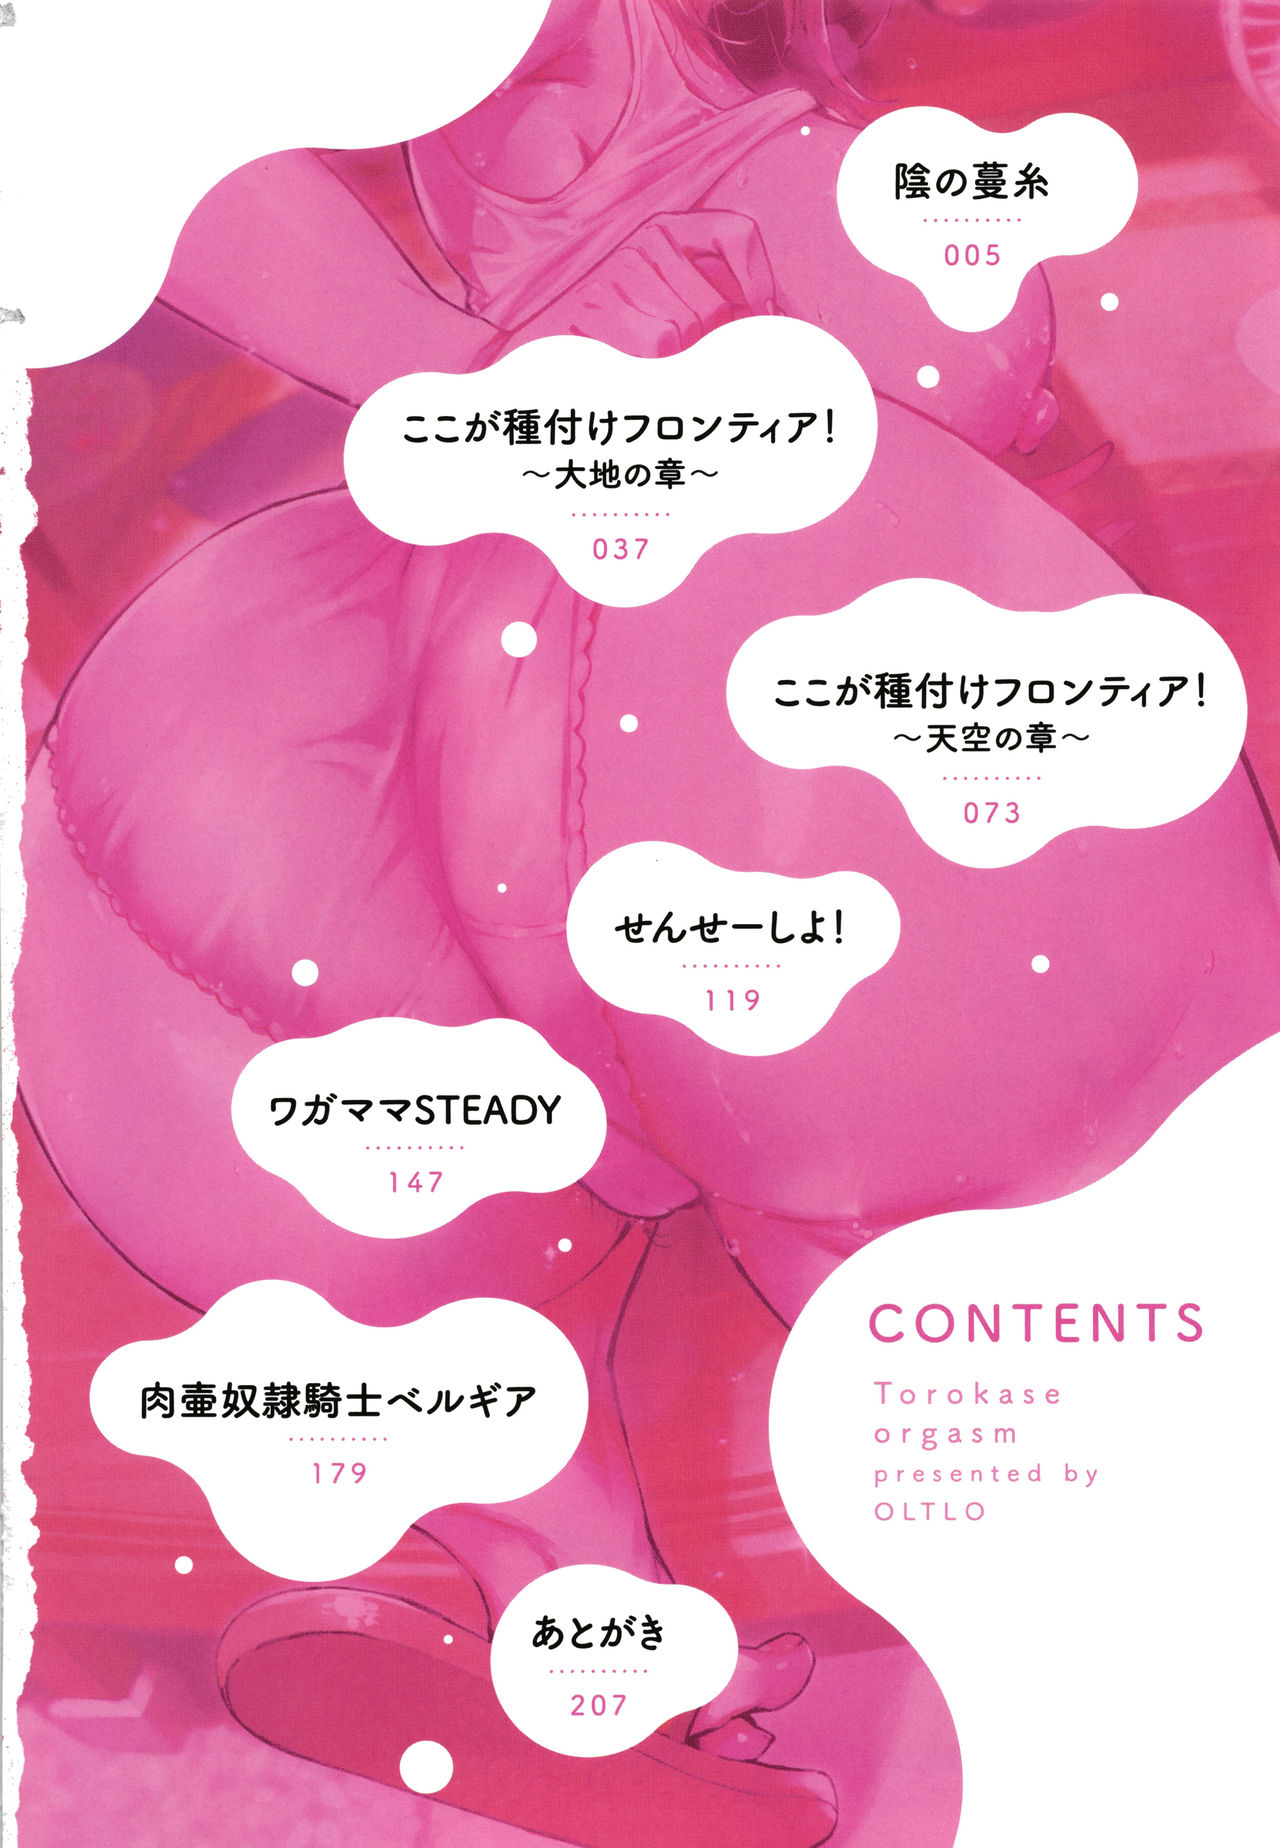 陰の蔓糸
005
ここが種付けフロンティア!
〜大地の章〜
037
ここが種付けフロンティア!
〜天空の章〜
073
せんせーしよ!
119
ワガママSTEADY
147
肉壷奴隷騎士ベルギア
179
あとがき
207
CONTENTS
Torokase
orgasm
presented by
OLTLO